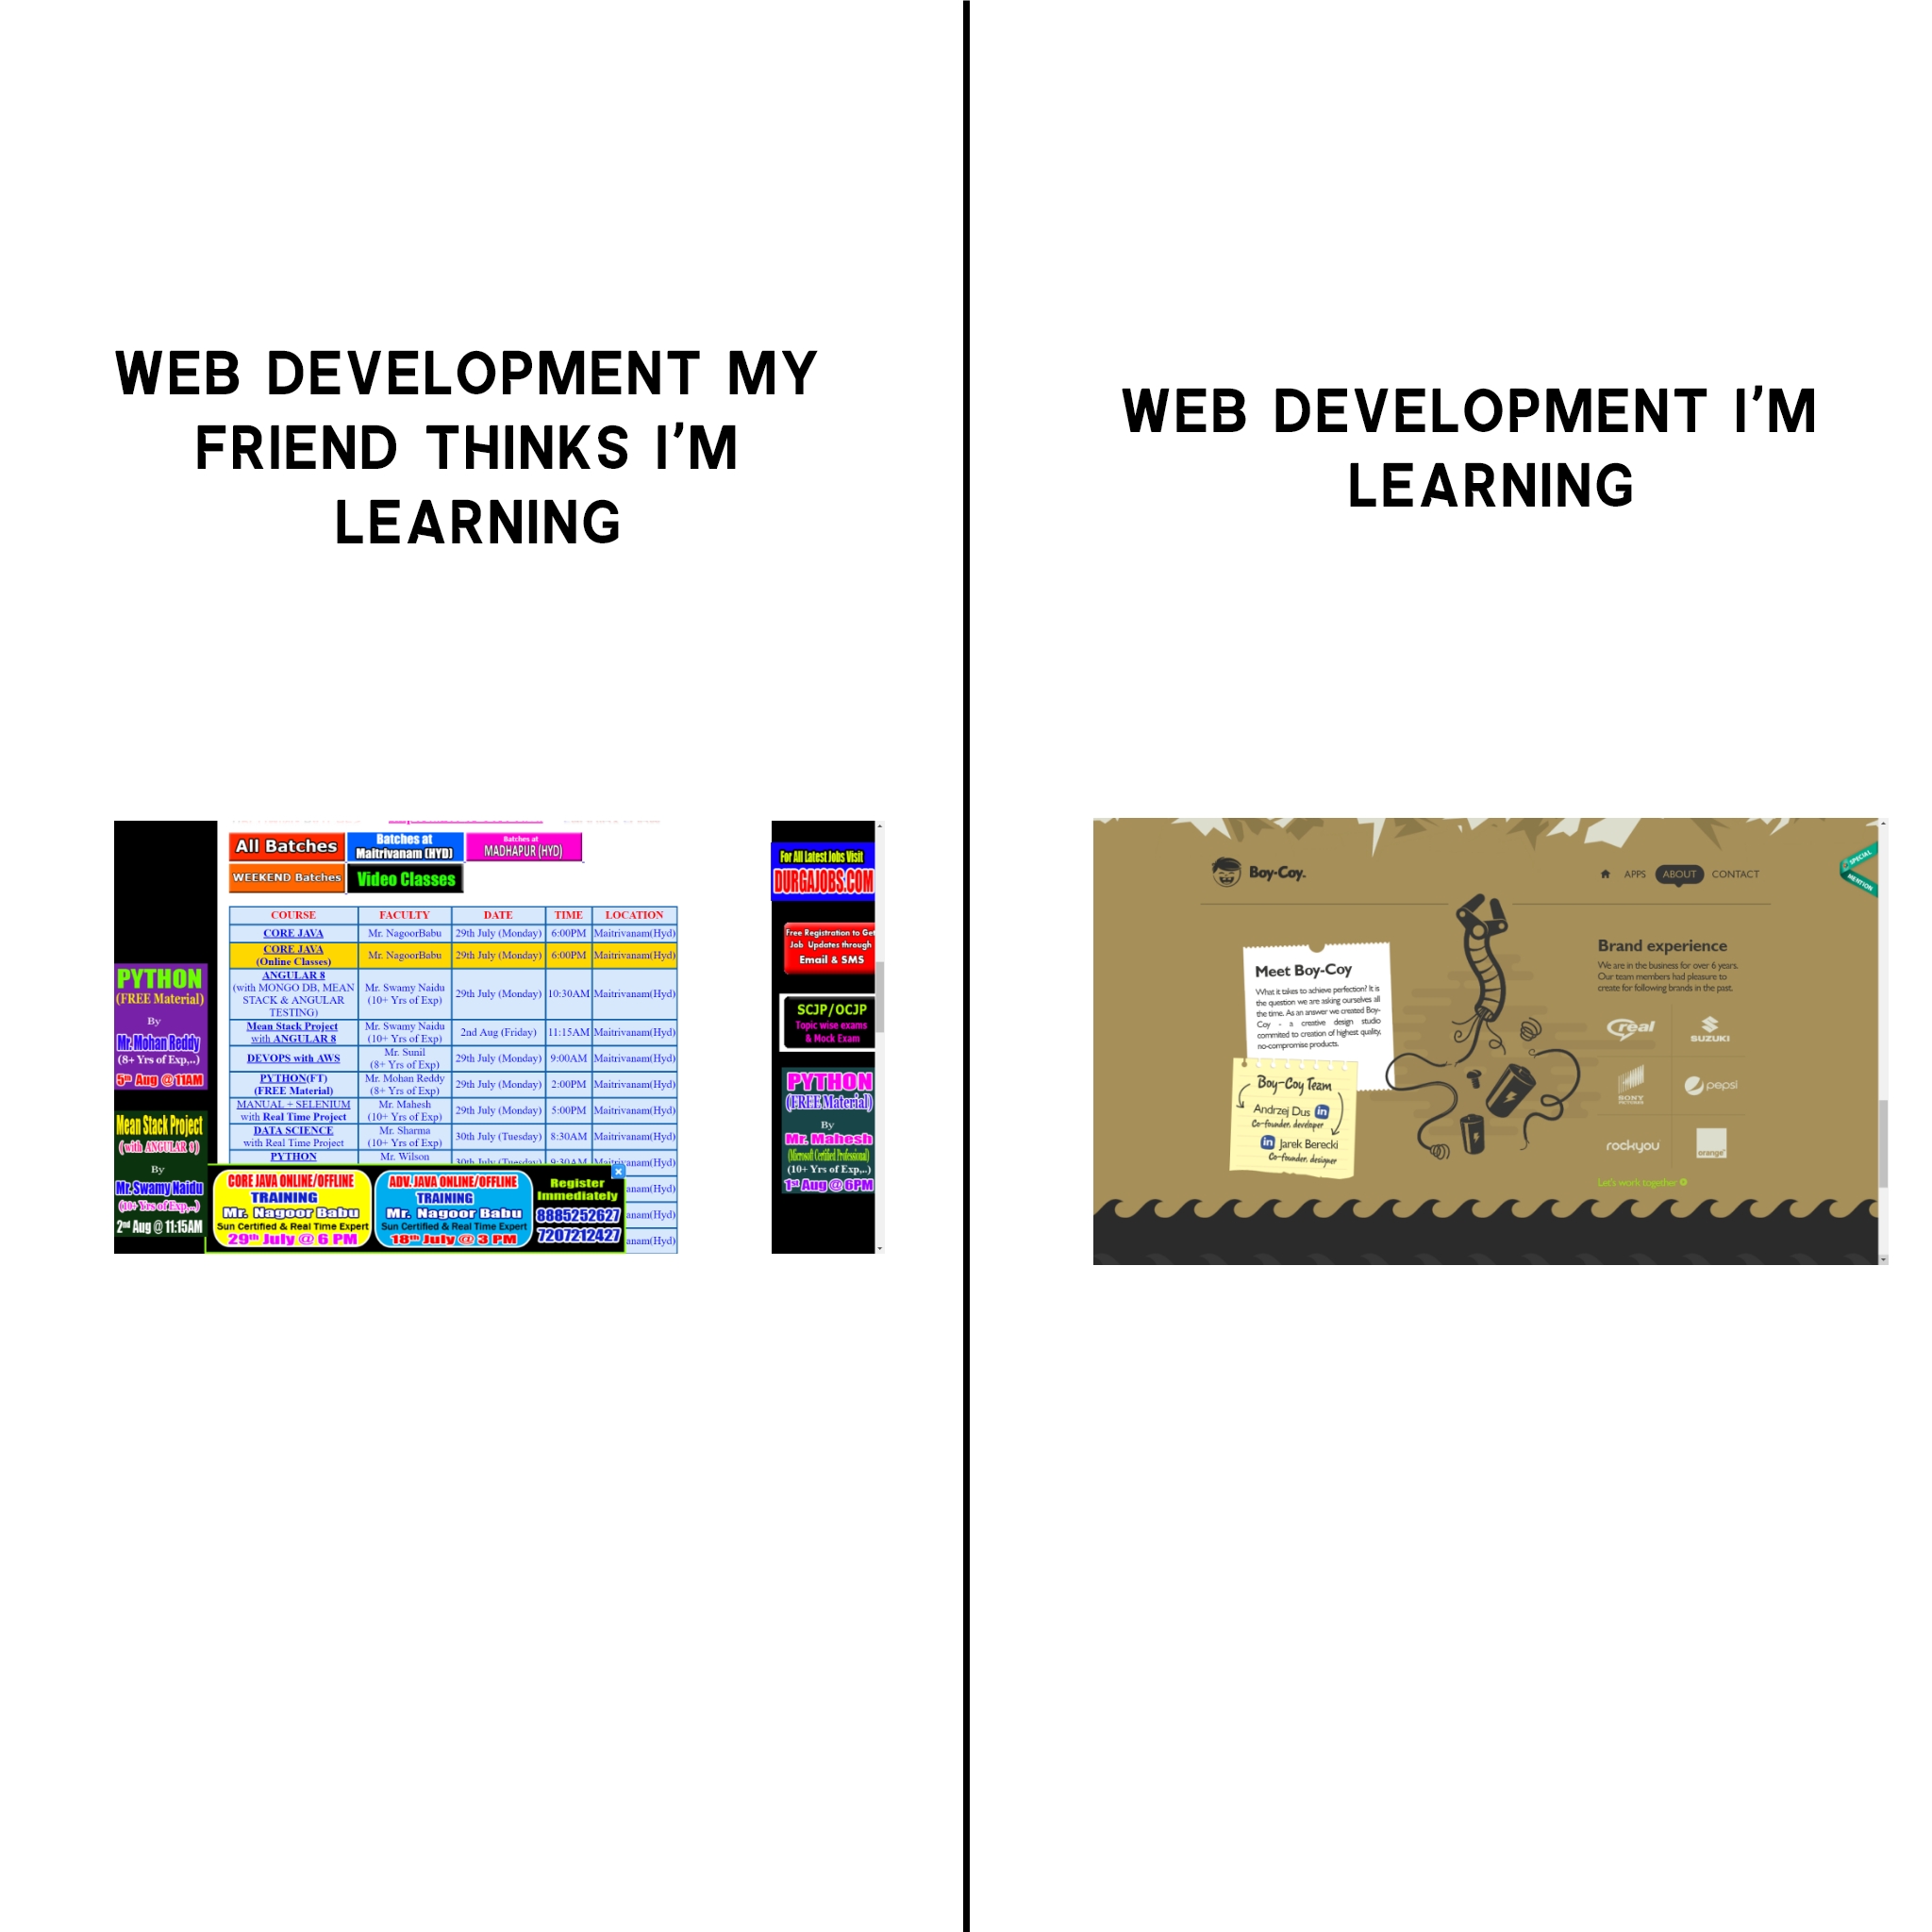 WEB DEVELOPMENT MY
FRIEND THINKS I'M
LEARNING
All Batches
Batches at
Maitrivanam (HYD)
Batches at
MADHAPUR (HYD)
WEEKEND Batches
Video Classes
COURSE FACULTY DATE TIME LOCATION
CORE JAVA Mr. NagoorBabu 29th July (Monday) 6:00PM Maitrivanam(Hyd)
CORE JAVA
(Online Classes) Mr. NagoorBabu 29th July (Monday) 6:00PM Maitrivanam(Hyd)
ANGULAR 8
(with MONGO DB, MEAN
STACK & ANGULAR
TESTING) Mr. Swamy Naidu
(10+ Yrs of Exp) 29th July (Monday) 10:30AM Maitrivanam(Hyd)
Mean Stack Project
with ANGULAR 8 Mr. Swamy Naidu
(10+ Yrs of Exp) 2nd Aug (Friday) 11:15AM Maitrivanam(Hyd)
DEVOPS with AWS Mr. Sunil
(8+ Yrs of Exp) 29th July (Monday) 9:00AM Maitrivanam(Hyd)
PYTHON(FT)
(FREE Material) Mr. Mohan Reddy
(8+ Yrs of Exp) 29th July (Monday) 2:00PM Maitrivanam(Hyd)
MANUAL + SELENIUM
with Real Time Project Mr. Mahesh
(10+ Yrs of Exp) 29th July (Monday) 5:00PM Maitrivanam(Hyd)
DATA SCIENCE
with Real Time Project Mr. Sharma
(10+ Yrs of Exp) 30th July (Tuesday) 8:30AM Maitrivanam(Hyd)
PYTHON Mr. Wilson 30th July (Tuesday) 9:30AM Maitrivanam(Hyd)
anam(Hyd)
anam(Hyd)
anam(Hyd)
PYTHON
(FREE Material)
By
Mr. Mohan Reddy
(8+ Yrs of Exp,..)
5th Aug @ 11AM
Mean Stack Project
(with ANGULAR 8)
By
Mr. Swamy Naidu
(10+ Yrs of Exp,..)
2nd Aug @ 11:15AM
CORE JAVA ONLINE/OFFLINE
TRAINING
Mr. Nagoor Babu
Sun Certified & Real Time Expert
29th July @ 6 PM
ADV. JAVA ONLINE/OFFLINE
TRAINING
Mr. Nagoor Babu
Sun Certified & Real Time Expert
18th July @ 3 PM
Register
Immediately
8885252627
7207212427
For All Latest Jobs Visit
DURGAJOBS.COM
Free Registration to Get
Job Updates through
Email & SMS
SCJP/OCJP
Topic wise exams
& Mock Exam
PYTHON
(FREE Material)
By
Mr. Mahesh
(Microsoft Certified Professional)
(10+ Yrs of Exp,..)
1st Aug @ 6PM
WEB DEVELOPMENT I'M
LEARNING
Boy-Coy.
APPS ABOUT CONTACT
SPECIAL
MENTION
Meet Boy-Coy
What it takes to achieve perfection? It is
the question we are asking ourselves all
the time. As an answer we created Boy-
Coy - a creative design studio
commited to creation of highest quality,
no-compromise products.
Boy-Coy Team
Andrzej Dus in
Co-founder, developer
in Jarek Berecki
Co-founder, designer
Brand experience
We are in the business for over 6 years.
Our team members had pleasure to
create for following brands in the past.
real
SUZUKI
SONY
PICTURES
pepsi
rockyou
orange
Let's work together